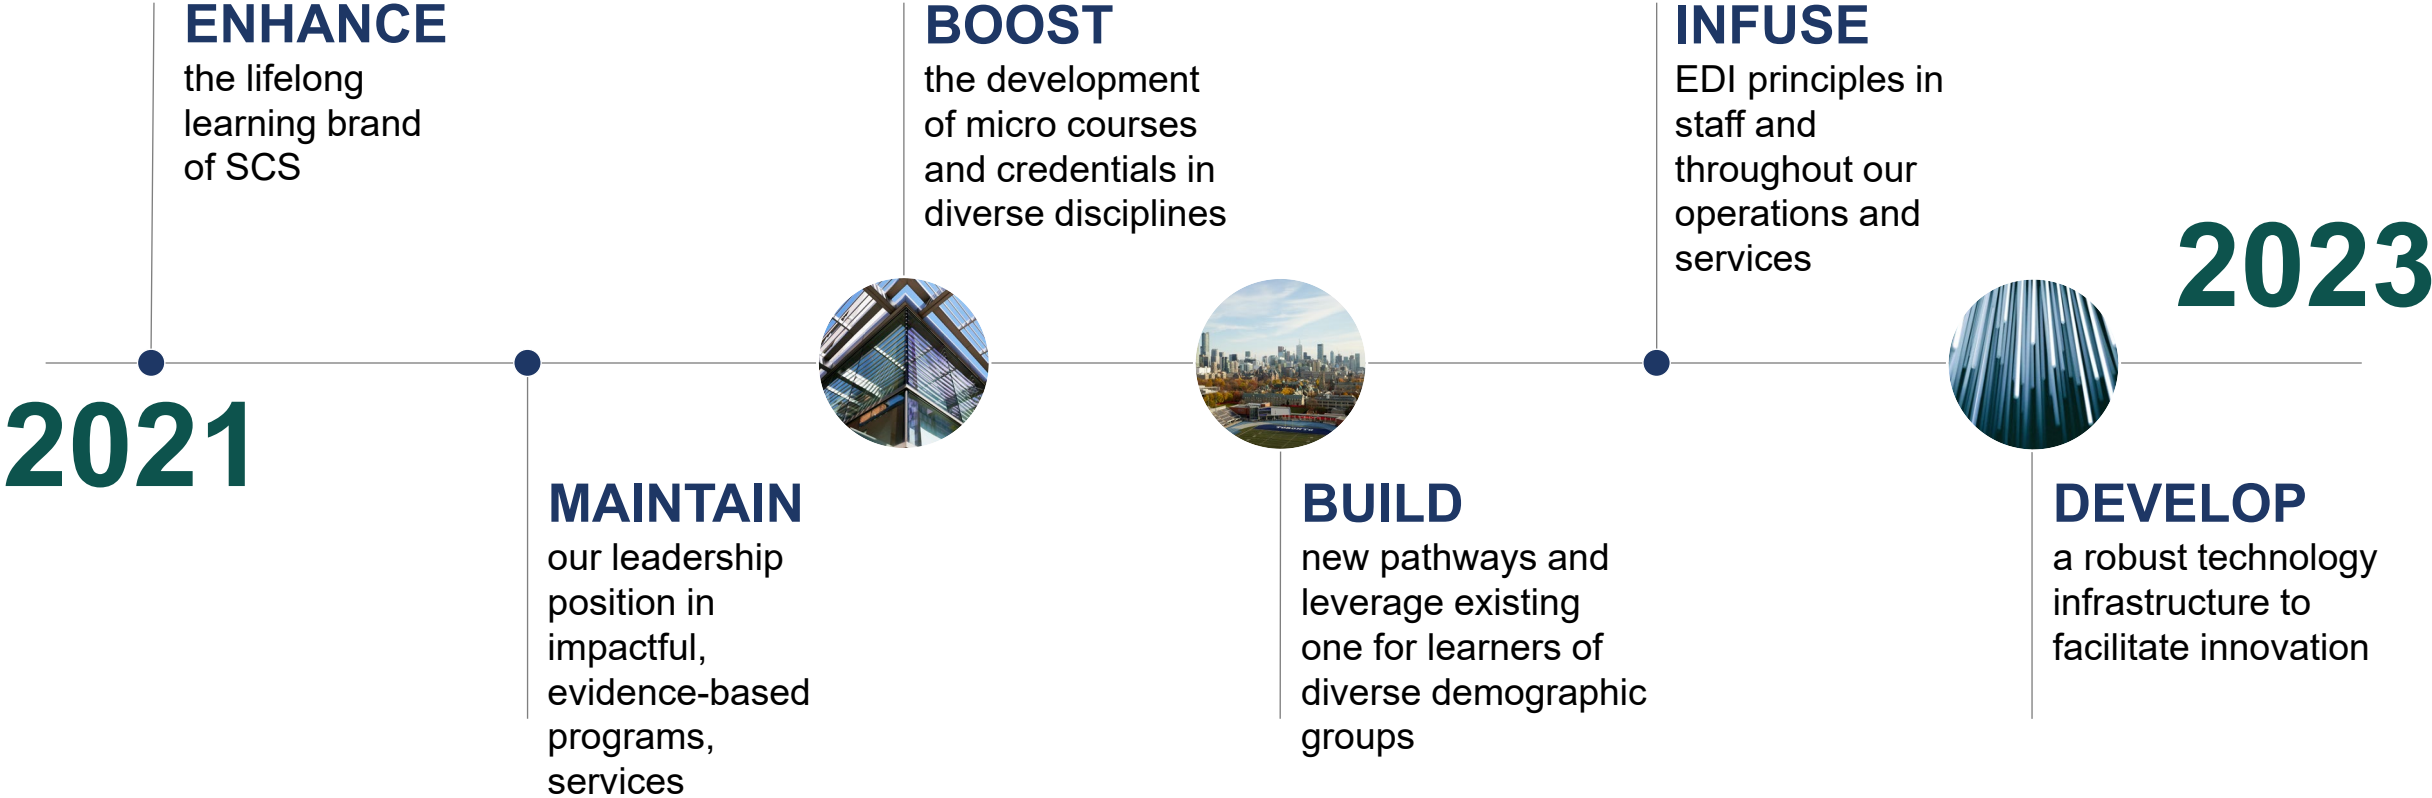 ENHANCE
the lifelong
learning brand
of SCS
BOOST
the development
of micro courses
and credentials in
diverse disciplines
INFUSE
EDI principles in
staff and
throughout our
operations and
services
2023
2021
MAINTAIN
our leadership
position in
impactful,
evidence-based
programs,
services
BUILD
new pathways and
leverage existing
one for learners of
diverse demographic
groups
DEVELOP
a robust technology
infrastructure to
facilitate innovation
TORONTO